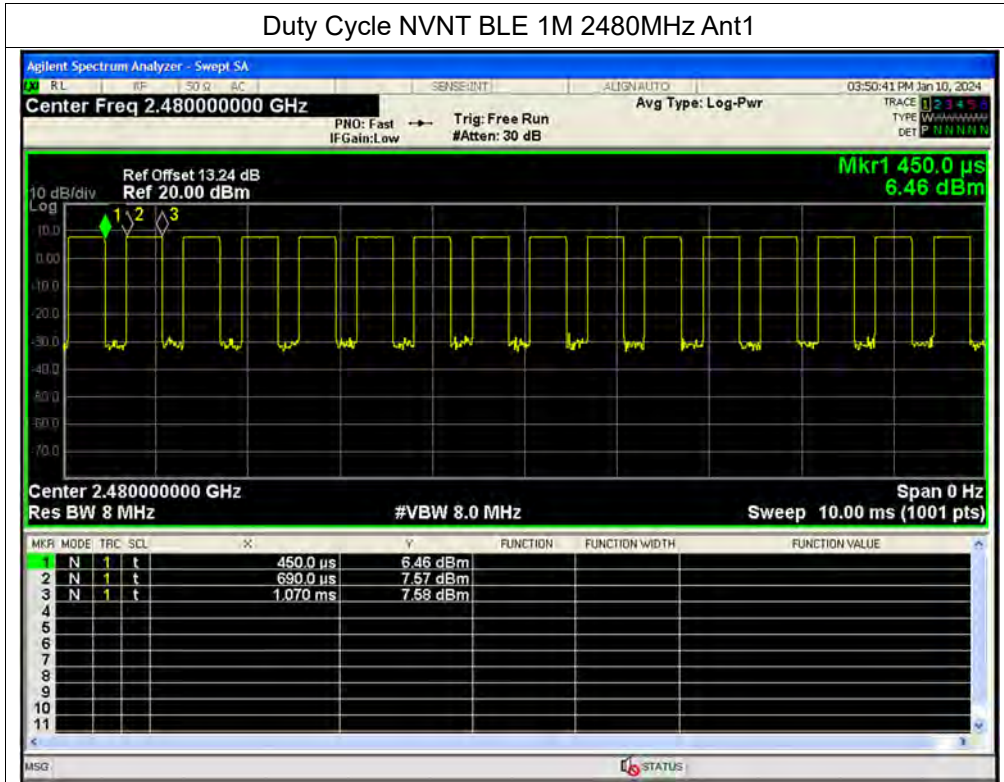 Duty Cycle NVNT BLE 1M 2480MHz Ant1
Agilent Spectrum Analyzer - Swept SA
LXI RL RF 50 Ω AC SENSE:INT ALIGN AUTO 03:50:41 PM Jan 10, 2024
Center Freq 2.480000000 GHz Avg Type: Log-Pwr TRACE 1 2 3 4 5 6
PNO: Fast Trig: Free Run TYPE W
IFGain:Low #Atten: 30 dB DET P N N N N N
Mkr1 450.0 µs
Ref Offset 13.24 dB
10 dB/div Ref 20.00 dBm 6.46 dBm
Log
1 2 3
10.0
0.00
-10.0
-20.0
-30.0
-40.0
-50.0
-60.0
-70.0
Center 2.480000000 GHz Span 0 Hz
Res BW 8 MHz #VBW 8.0 MHz Sweep 10.00 ms (1001 pts)
MKR MODE TRC SCL X Y FUNCTION FUNCTION WIDTH FUNCTION VALUE
1 N 1 t 450.0 µs 6.46 dBm
2 N 1 t 690.0 µs 7.57 dBm
3 N 1 t 1.070 ms 7.58 dBm
4
5
6
7
8
9
10
11
MSG STATUS